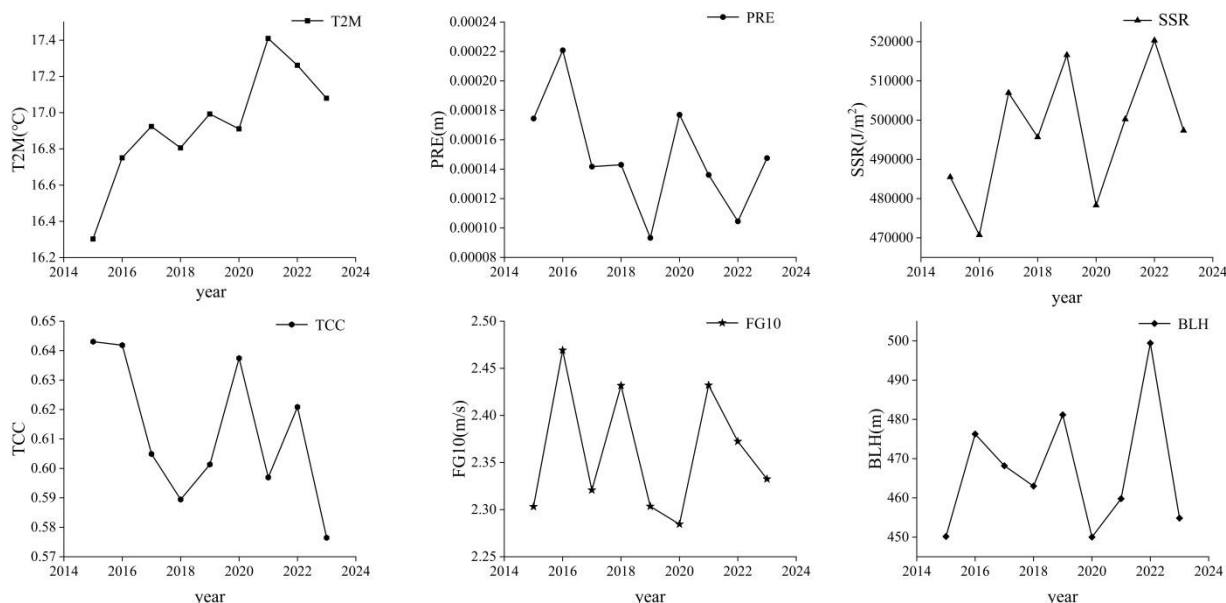 T2M
17.4
17.2
17.0
16.8
16.6
16.4
16.2
T2M(°C)
2014 2016 2018 2020 2022 2024
year
PRE
0.00024
0.00022
0.00020
0.00018
0.00016
0.00014
0.00012
0.00010
0.00008
PRE(m)
2014 2016 2018 2020 2022 2024
year
SSR
520000
510000
500000
490000
480000
470000
SSR(J/m²)
2014 2016 2018 2020 2022 2024
year
TCC
0.65
0.64
0.63
0.62
0.61
0.60
0.59
0.58
0.57
TCC
2014 2016 2018 2020 2022 2024
year
FG10
2.50
2.45
2.40
2.35
2.30
2.25
FG10(m/s)
2014 2016 2018 2020 2022 2024
year
BLH
500
490
480
470
460
450
BLH(m)
2014 2016 2018 2020 2022 2024
year